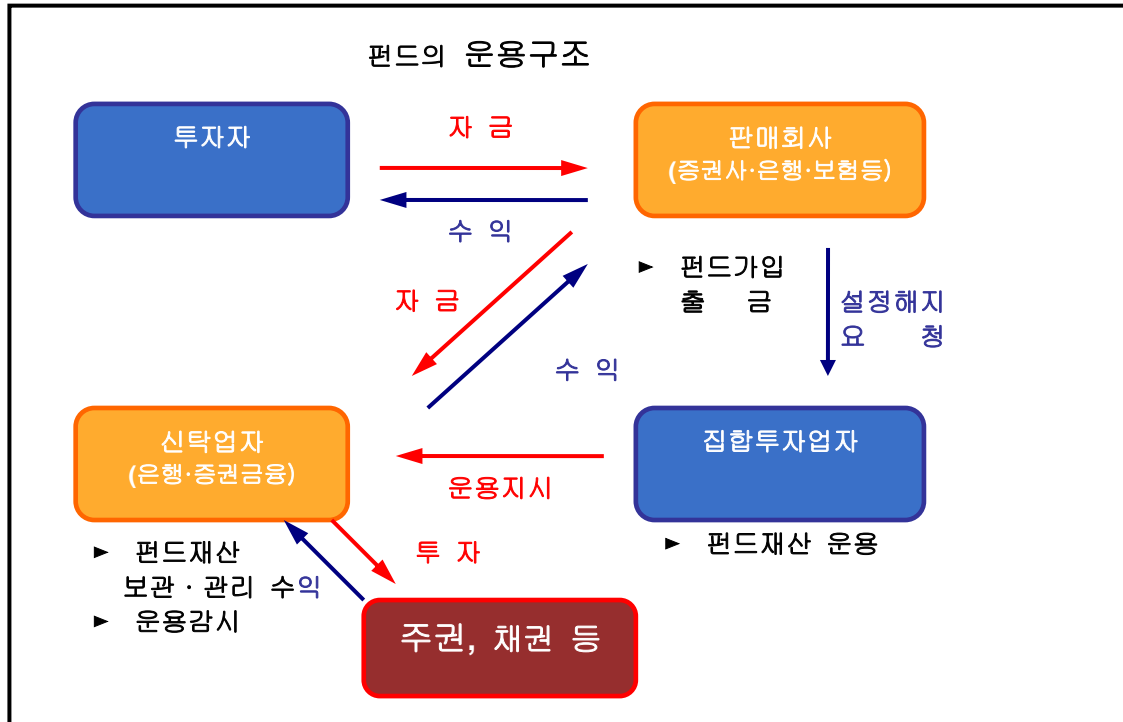 펀드의 운용구조
투자자
자 금
판매회사
(증권사·은행·보험등)
수 익
► 펀드가입
출 금
자 금
설정해지
요 청
수 익
신탁업자
(은행·증권금융)
집합투자업자
운용지시
► 펀드재산
보관 · 관리 수익
► 운용감시
투 자
► 펀드재산 운용
주권, 채권 등